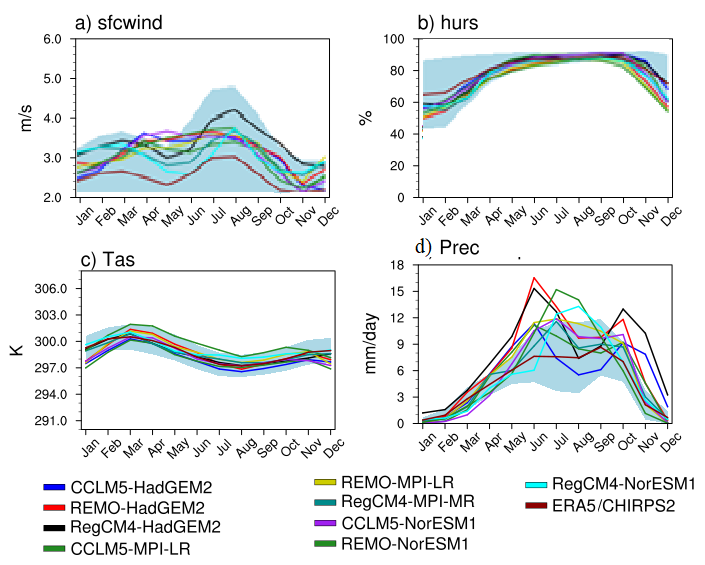 a) sfcwind
b) hurs
6.0
5.0
4.0
3.0
2.0
m/s
Jan Feb Mar Apr May Jun Jul Aug Sep Oct Nov Dec
100
80
60
40
20
0
%
Jan Feb Mar Apr May Jun Jul Aug Sep Oct Nov Dec
c) Tas
d) Prec
306.0
303.0
300.0
297.0
294.0
291.0
K
Jan Feb Mar Apr May Jun Jul Aug Sep Oct Nov Dec
18
15
12
9
6
3
0
mm/day
Jan Feb Mar Apr May Jun Jul Aug Sep Oct Nov Dec
CCLM5-HadGEM2
REMO-HadGEM2
RegCM4-HadGEM2
CCLM5-MPI-LR
REMO-MPI-LR
RegCM4-MPI-MR
CCLM5-NorESM1
REMO-NorESM1
RegCM4-NorESM1
ERA5/CHIRPS2